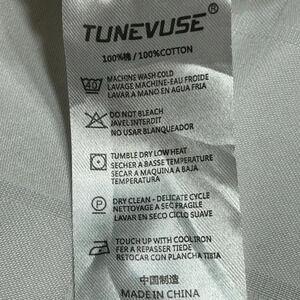 TUNEVUSE®
100%棉 / 100%COTTON
40
MACHINE WASH COLD
LAVAGE MACHINE-EAU FROIDE
LAVAR A MANO EN AGUA FRIA
DO NOT BLEACH
JAVEL INTERDIT
NO USAR BLANQUEADOR
TUMBLE DRY LOW HEAT
SECHER A BASSE TEMPERATURE
SECAR A MAQUINA A BAJA
TEMPERATURA
P
DRY CLEAN - DELICATE CYCLE
NETTOYAGE A SEC FRAGILE
LAVAR EN SECO CICLO SUAVE
TOUCH UP WITH COOL IRON
FER A REPASSER TIEDE
RETOCAR CON PLANCHA TIBIA
中国制造
MADE IN CHINA